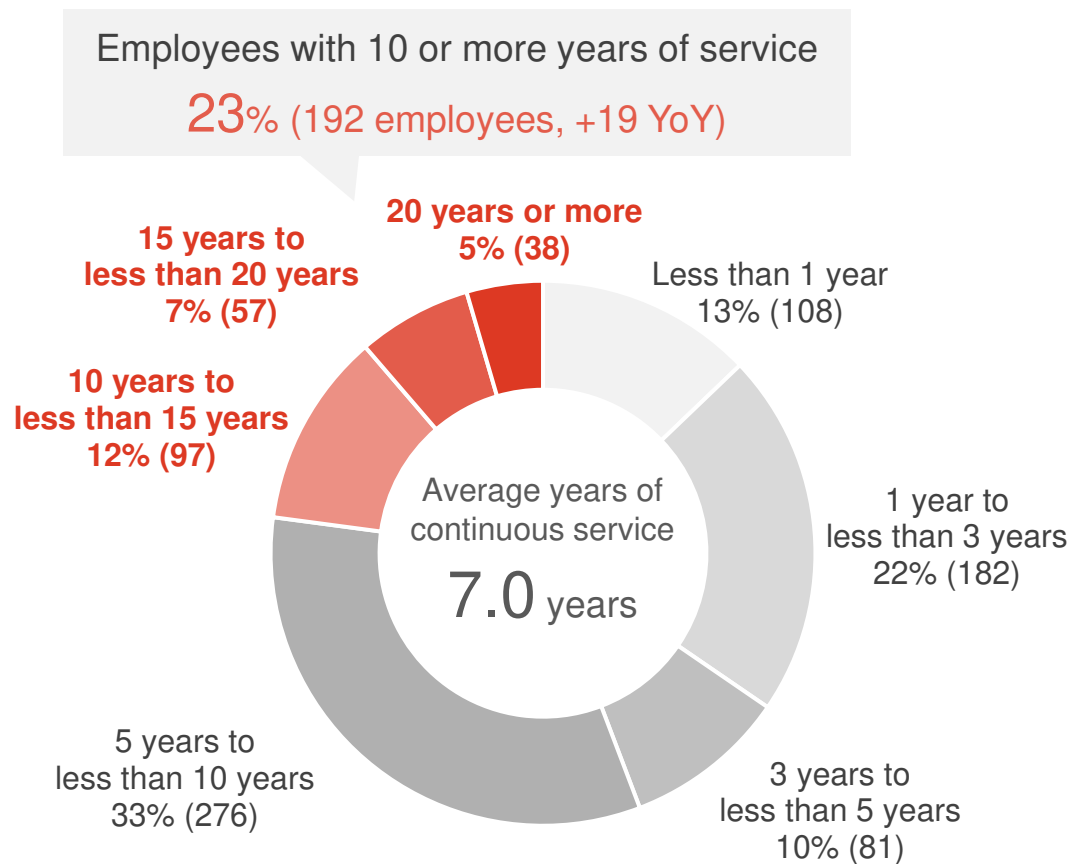 Employees with 10 or more years of service
23% (192 employees, +19 YoY)
20 years or more
5% (38)
15 years to
less than 20 years
7% (57)
Less than 1 year
13% (108)
10 years to
less than 15 years
12% (97)
Average years of
continuous service
7.0 years
1 year to
less than 3 years
22% (182)
5 years to
less than 10 years
33% (276)
3 years to
less than 5 years
10% (81)